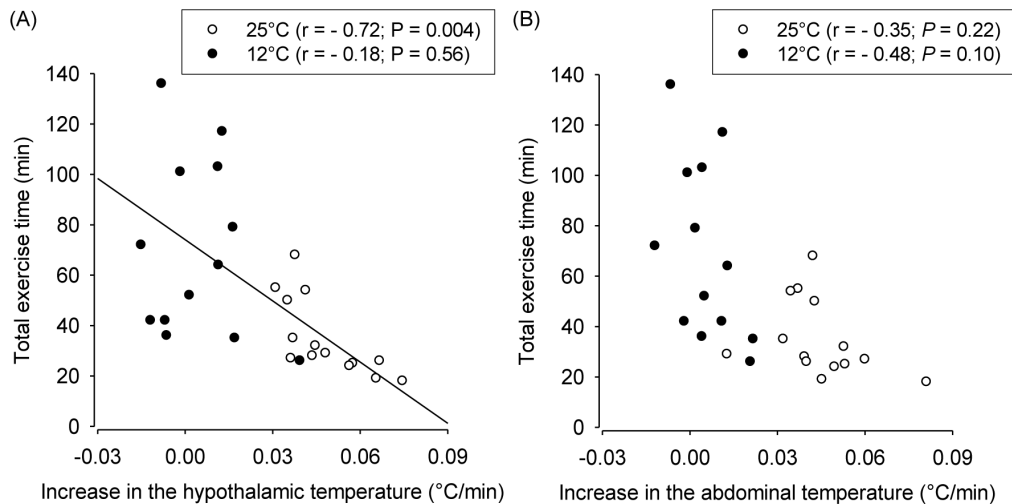 (A)
25°C (r = - 0.72; P = 0.004)
12°C (r = - 0.18; P = 0.56)
140
120
100
80
60
40
20
0
Total exercise time (min)
-0.03 0.00 0.03 0.06 0.09
Increase in the hypothalamic temperature (°C/min)
(B)
25°C (r = - 0.35; P = 0.22)
12°C (r = - 0.48; P = 0.10)
140
120
100
80
60
40
20
0
Total exercise time (min)
-0.03 0.00 0.03 0.06 0.09
Increase in the abdominal temperature (°C/min)